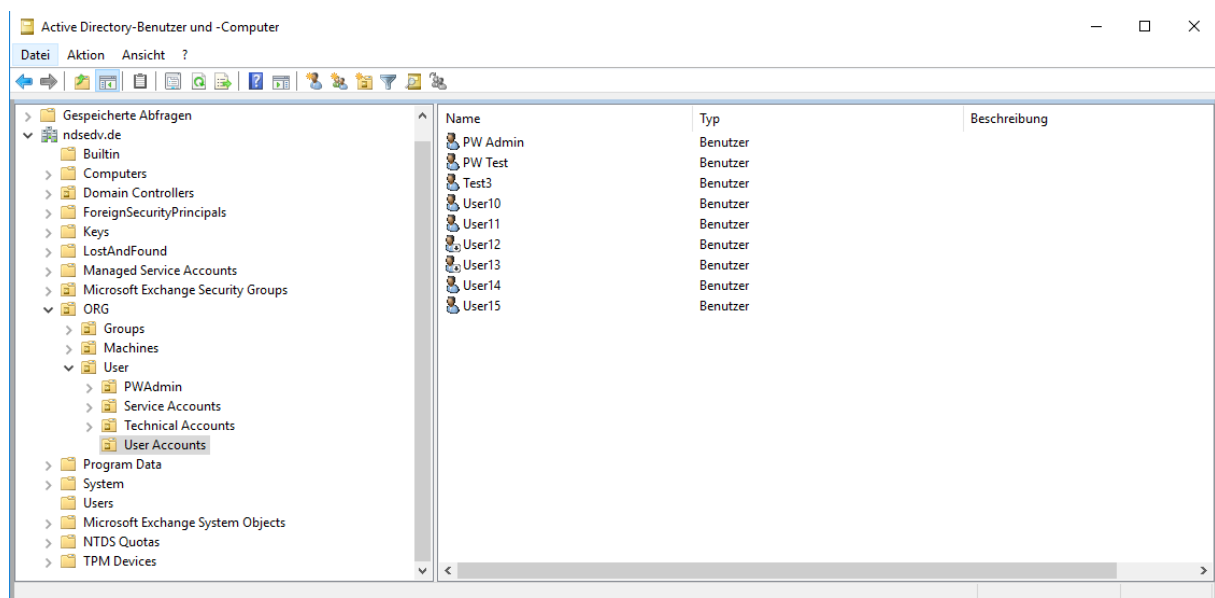 Active Directory-Benutzer und -Computer
Datei Aktion Ansicht ?
Gespeicherte Abfragen
ndsedv.de
Builtin
Computers
Domain Controllers
ForeignSecurityPrincipals
Keys
LostAndFound
Managed Service Accounts
Microsoft Exchange Security Groups
ORG
Groups
Machines
User
PWAdmin
Service Accounts
Technical Accounts
User Accounts
Program Data
System
Users
Microsoft Exchange System Objects
NTDS Quotas
TPM Devices
Name Typ Beschreibung
PW Admin Benutzer
PW Test Benutzer
Test3 Benutzer
User10 Benutzer
User11 Benutzer
User12 Benutzer
User13 Benutzer
User14 Benutzer
User15 Benutzer